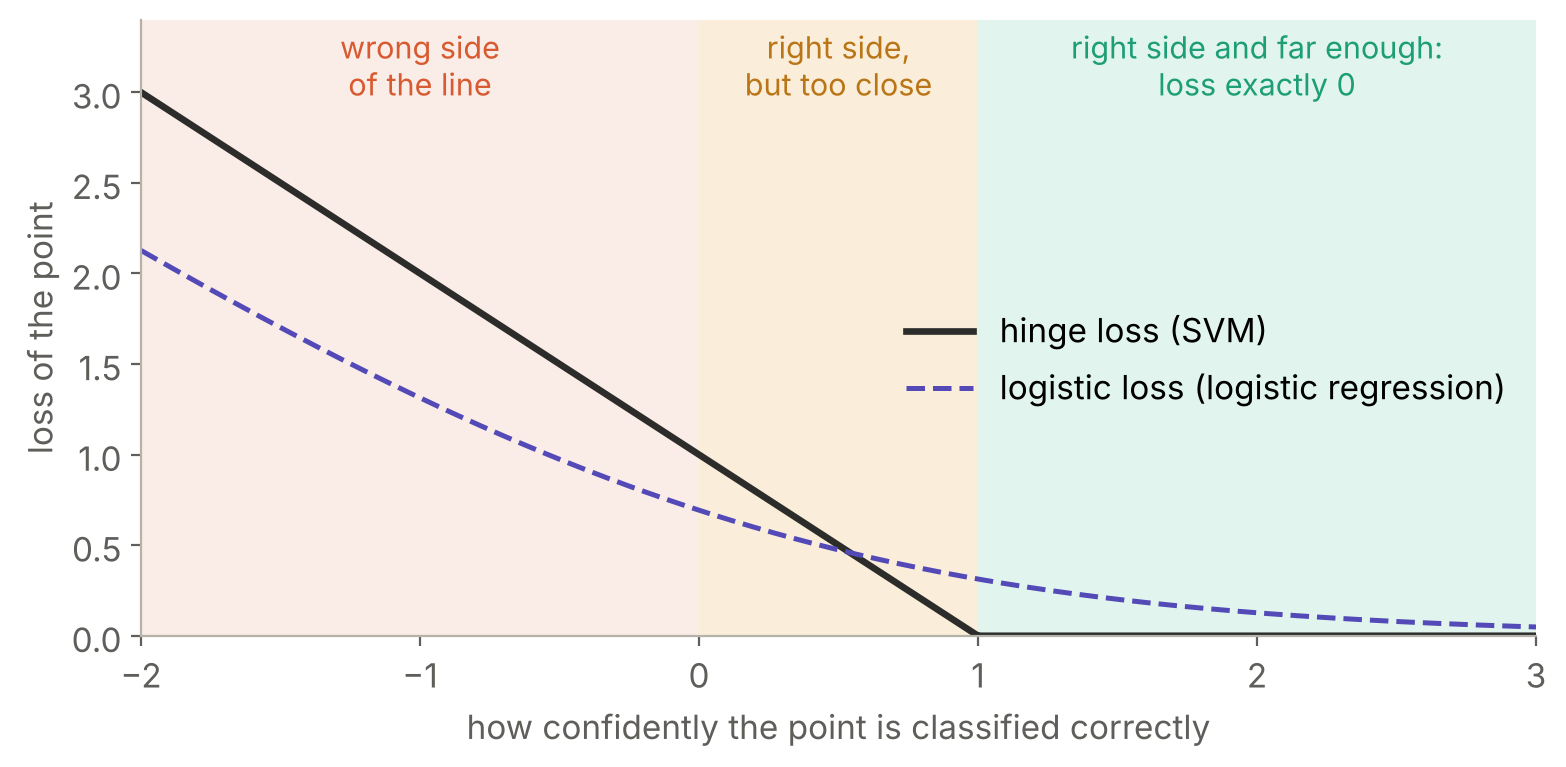 wrong side
of the line
right side,
but too close
right side and far enough:
loss exactly 0
3.0
2.5
2.0
1.5
1.0
0.5
0.0
loss of the point
hinge loss (SVM)
logistic loss (logistic regression)
−2
−1
0
1
2
3
how confidently the point is classified correctly